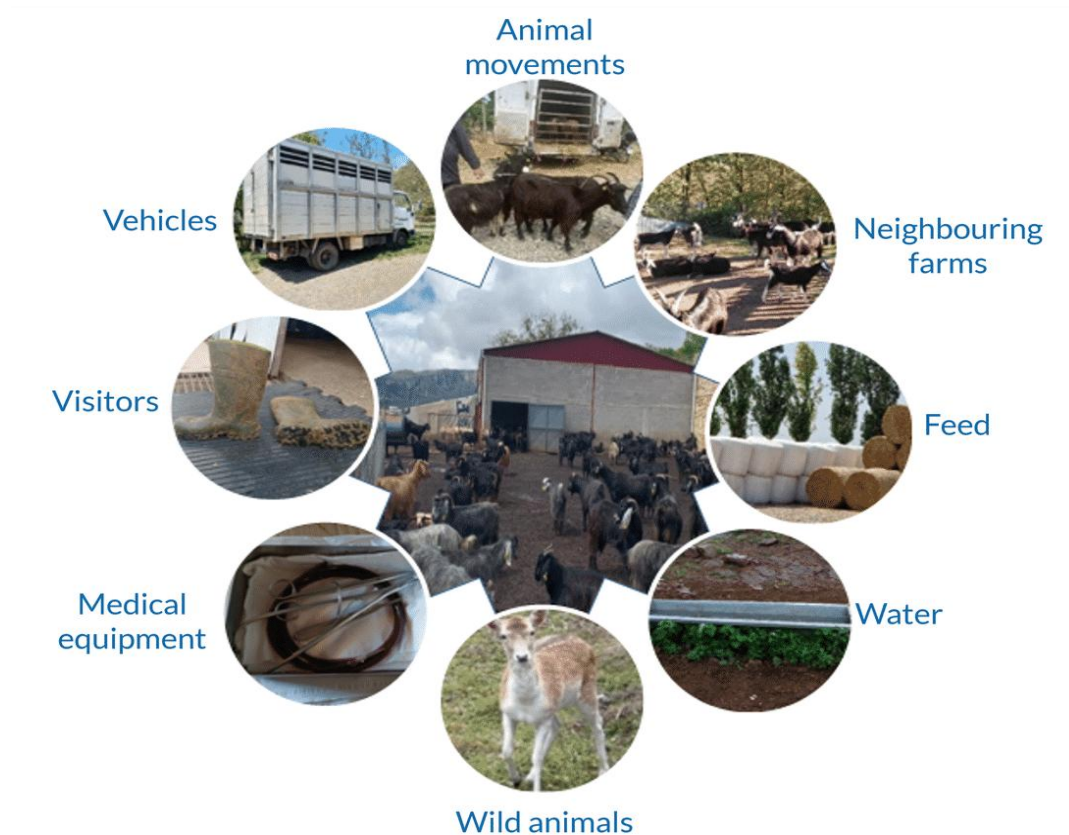 Animal
movements
Neighbouring
farms
Feed
Water
Wild animals
Medical
equipment
Visitors
Vehicles